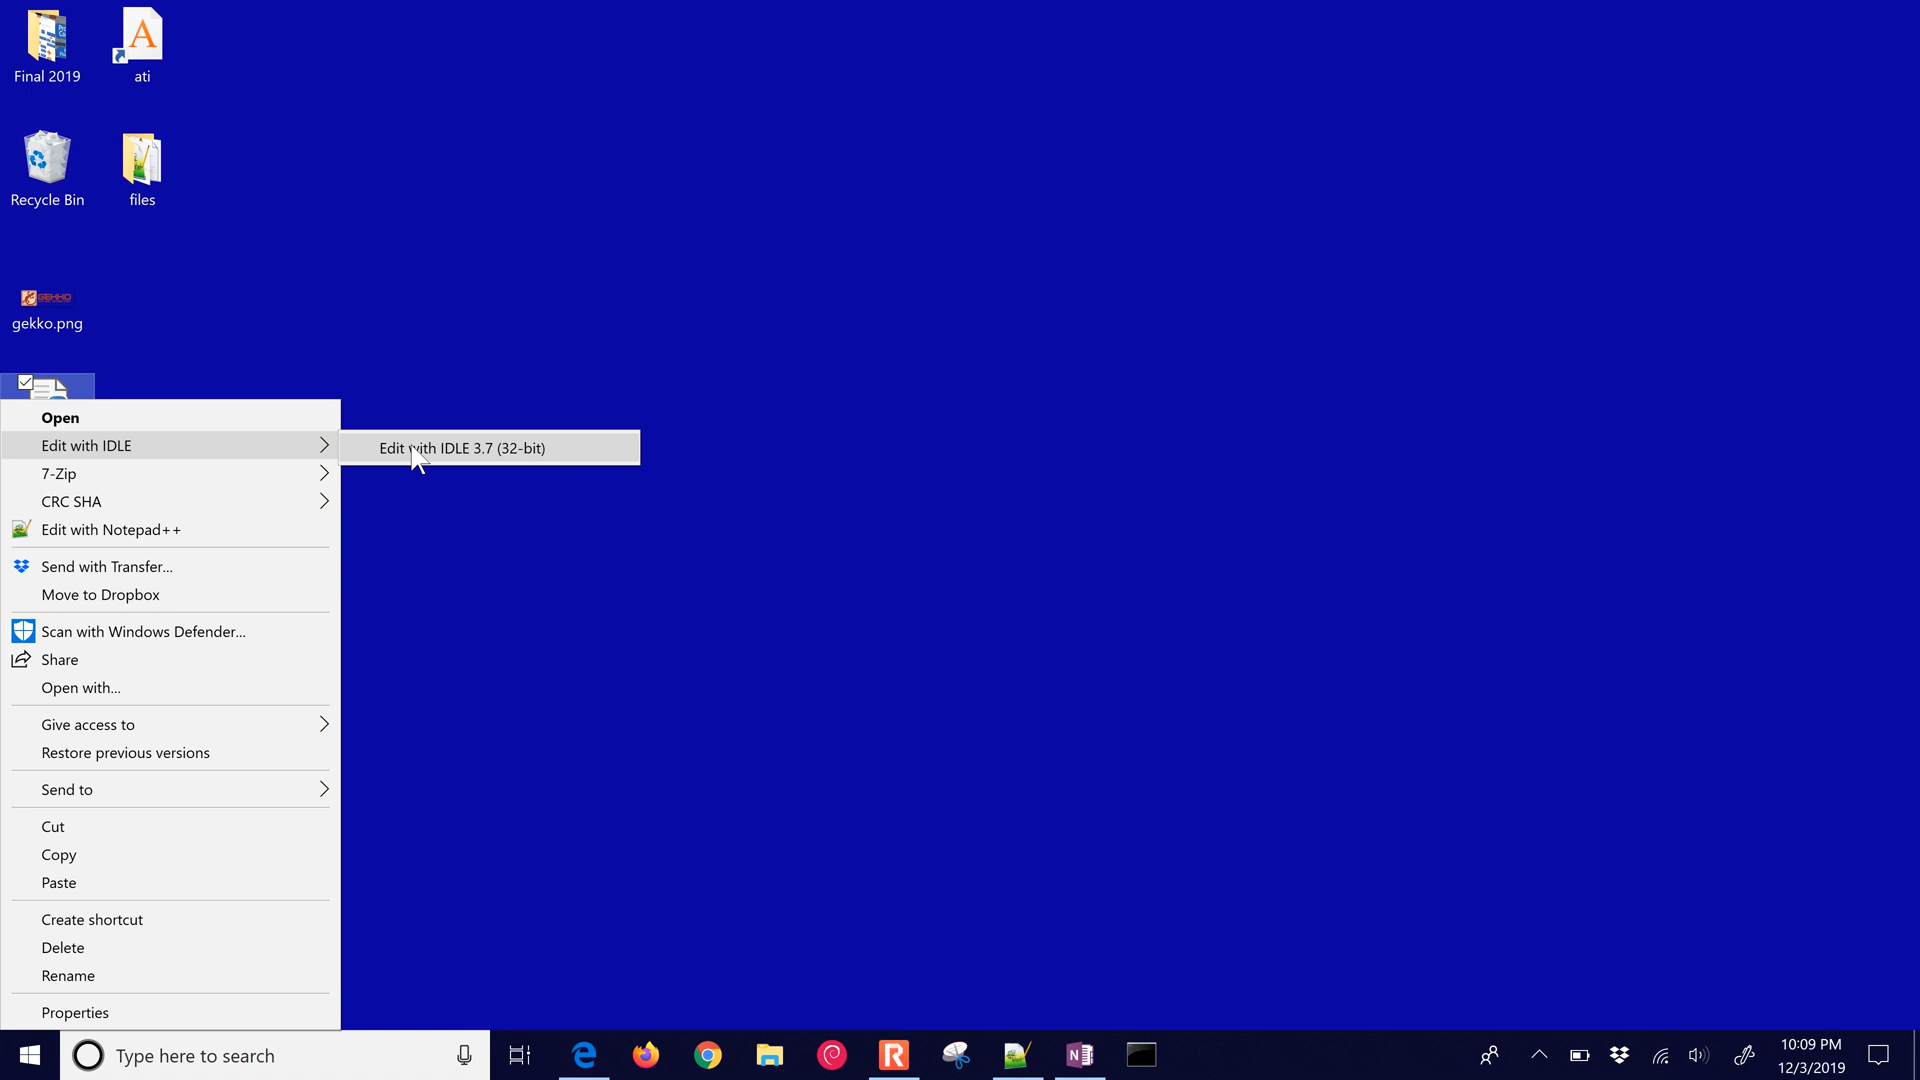 Final 2019
ati
Recycle Bin
files
GEKKO
gekko.png
Open
Edit with IDLE
Edit with IDLE 3.7 (32-bit)
7-Zip
CRC SHA
Edit with Notepad++
Send with Transfer...
Move to Dropbox
Scan with Windows Defender...
Share
Open with...
Give access to
Restore previous versions
Send to
Cut
Copy
Paste
Create shortcut
Delete
Rename
Properties
Type here to search
10:09 PM
12/3/2019